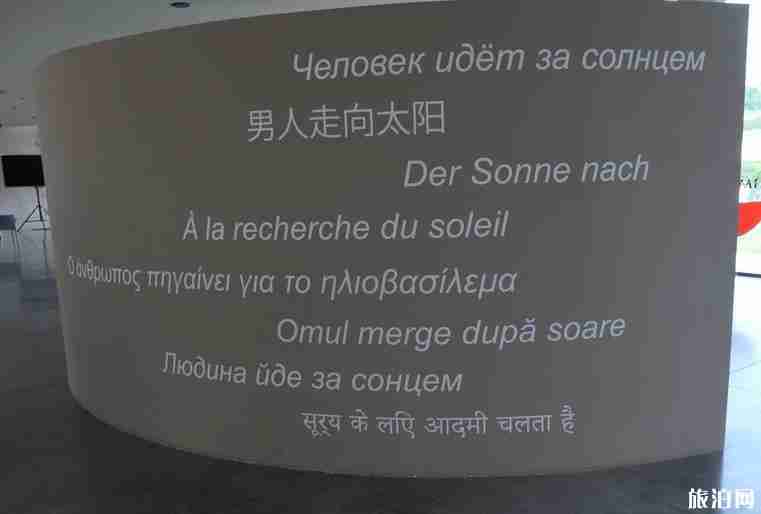 Человек идёт за солнцем
男人走向太阳
Der Sonne nach
À la recherche du soleil
Ο άνθρωπος πηγαίνει για το ηλιοβασίλεμα
Omul merge după soare
Людина йде за сонцем
सूर्य के लिए आदमी चलता है
旅泊网